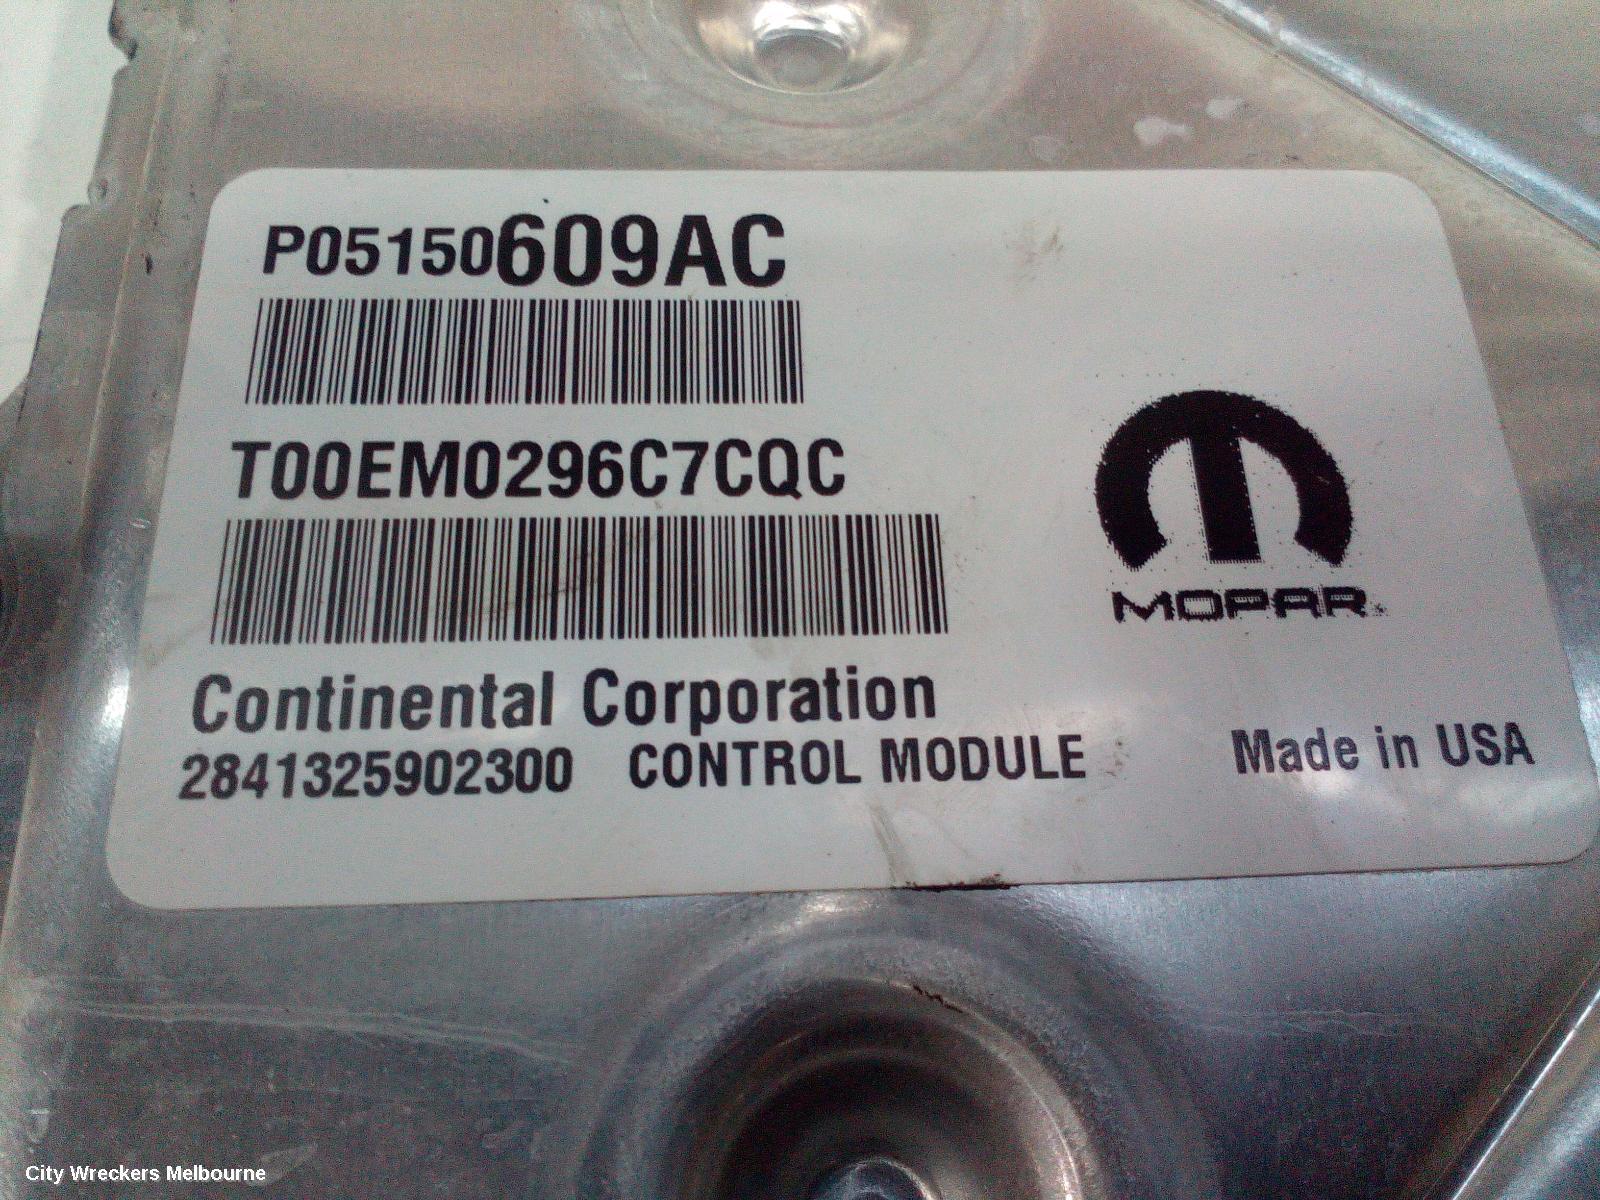 P05150609AC
T00EM0296C7CQC
MOPAR
Continental Corporation
2841325902300 CONTROL MODULE Made in USA
City Wreckers Melbourne